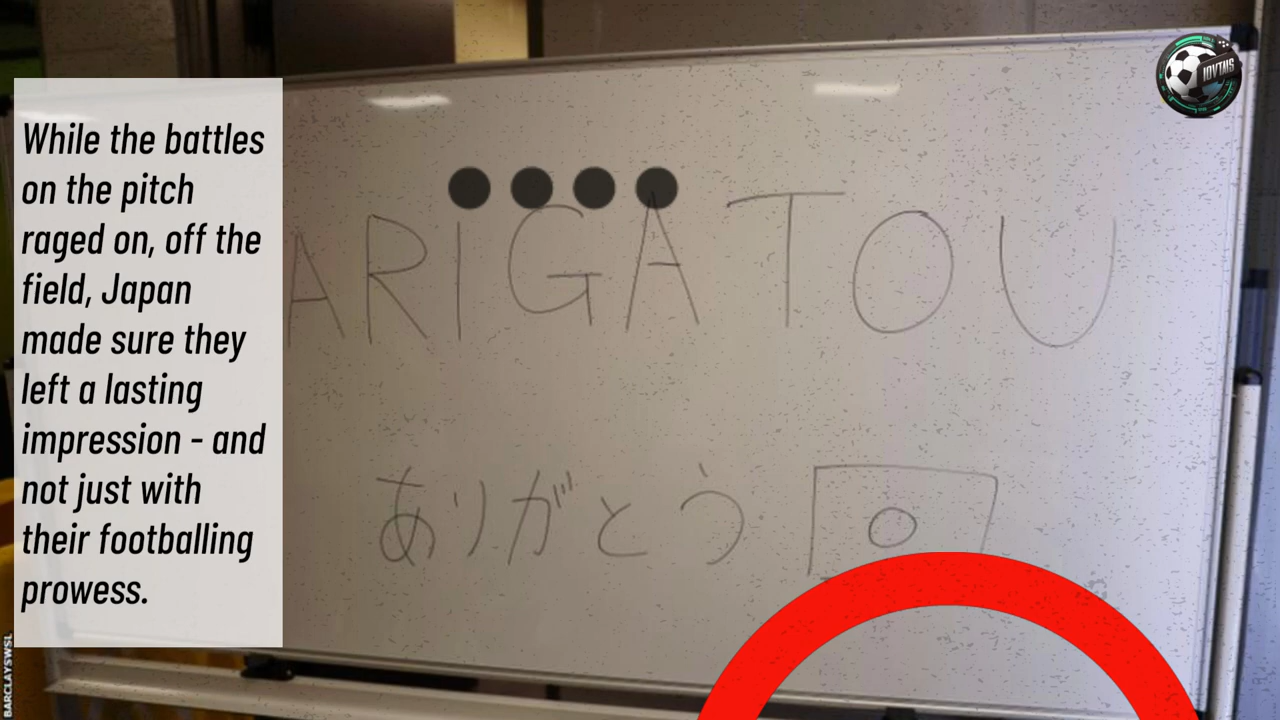 While the battles
on the pitch
raged on, off the
field, Japan
made sure they
left a lasting
impression - and
not just with
their footballing
prowess.
ARIGATOU
ありがとう
BARCLAYSWSL